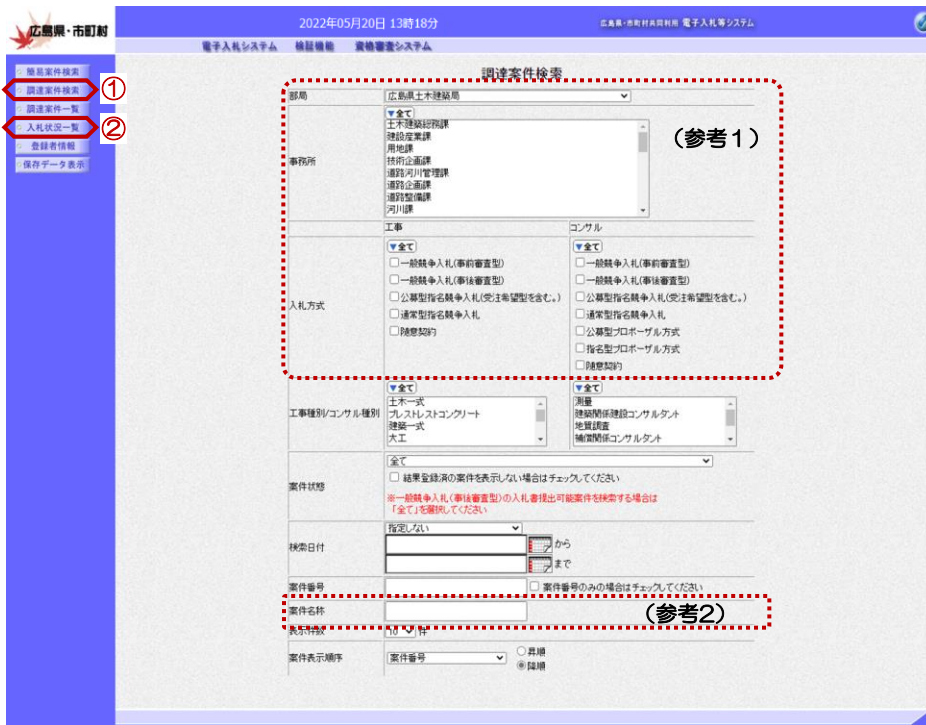 広島県・市町村
2022年05月20日 13時18分
広島県・市町村共同利用 電子入札等システム
電子入札システム 検証機能 資格審査システム
簡易案件検索
調達案件検索 ①
調達案件一覧
入札状況一覧 ②
登録者情報
保存データ表示
調達案件検索
部局 広島県土木建築局
事務所
▼全て
土木建築総務課
建設産業課
用地課
技術企画課
道路河川管理課
道路企画課
道路整備課
河川課
(参考1)
工事 コンサル
入札方式
▼全て ▼全て
一般競争入札(事前審査型) 一般競争入札(事前審査型)
一般競争入札(事後審査型) 一般競争入札(事後審査型)
公募型指名競争入札(受注希望型を含む。) 公募型指名競争入札(受注希望型を含む。)
通常型指名競争入札 通常型指名競争入札
随意契約 公募型プロポーザル方式
指名型プロポーザル方式
随意契約
工事種別/コンサル種別
▼全て ▼全て
土木一式 測量
プレストレストコンクリート 建築関係建設コンサルタント
建築一式 地質調査
大工 補償関係コンサルタント
案件状態
全て
結果登録済の案件を表示しない場合はチェックしてください
※一般競争入札(事後審査型)の入札書提出可能案件を検索する場合は
「全て」を選択してください
検索日付
指定しない
から
まで
案件番号 案件番号のみの場合はチェックしてください
案件名称 (参考2)
表示件数 10 件
案件表示順序 案件番号 昇順
降順